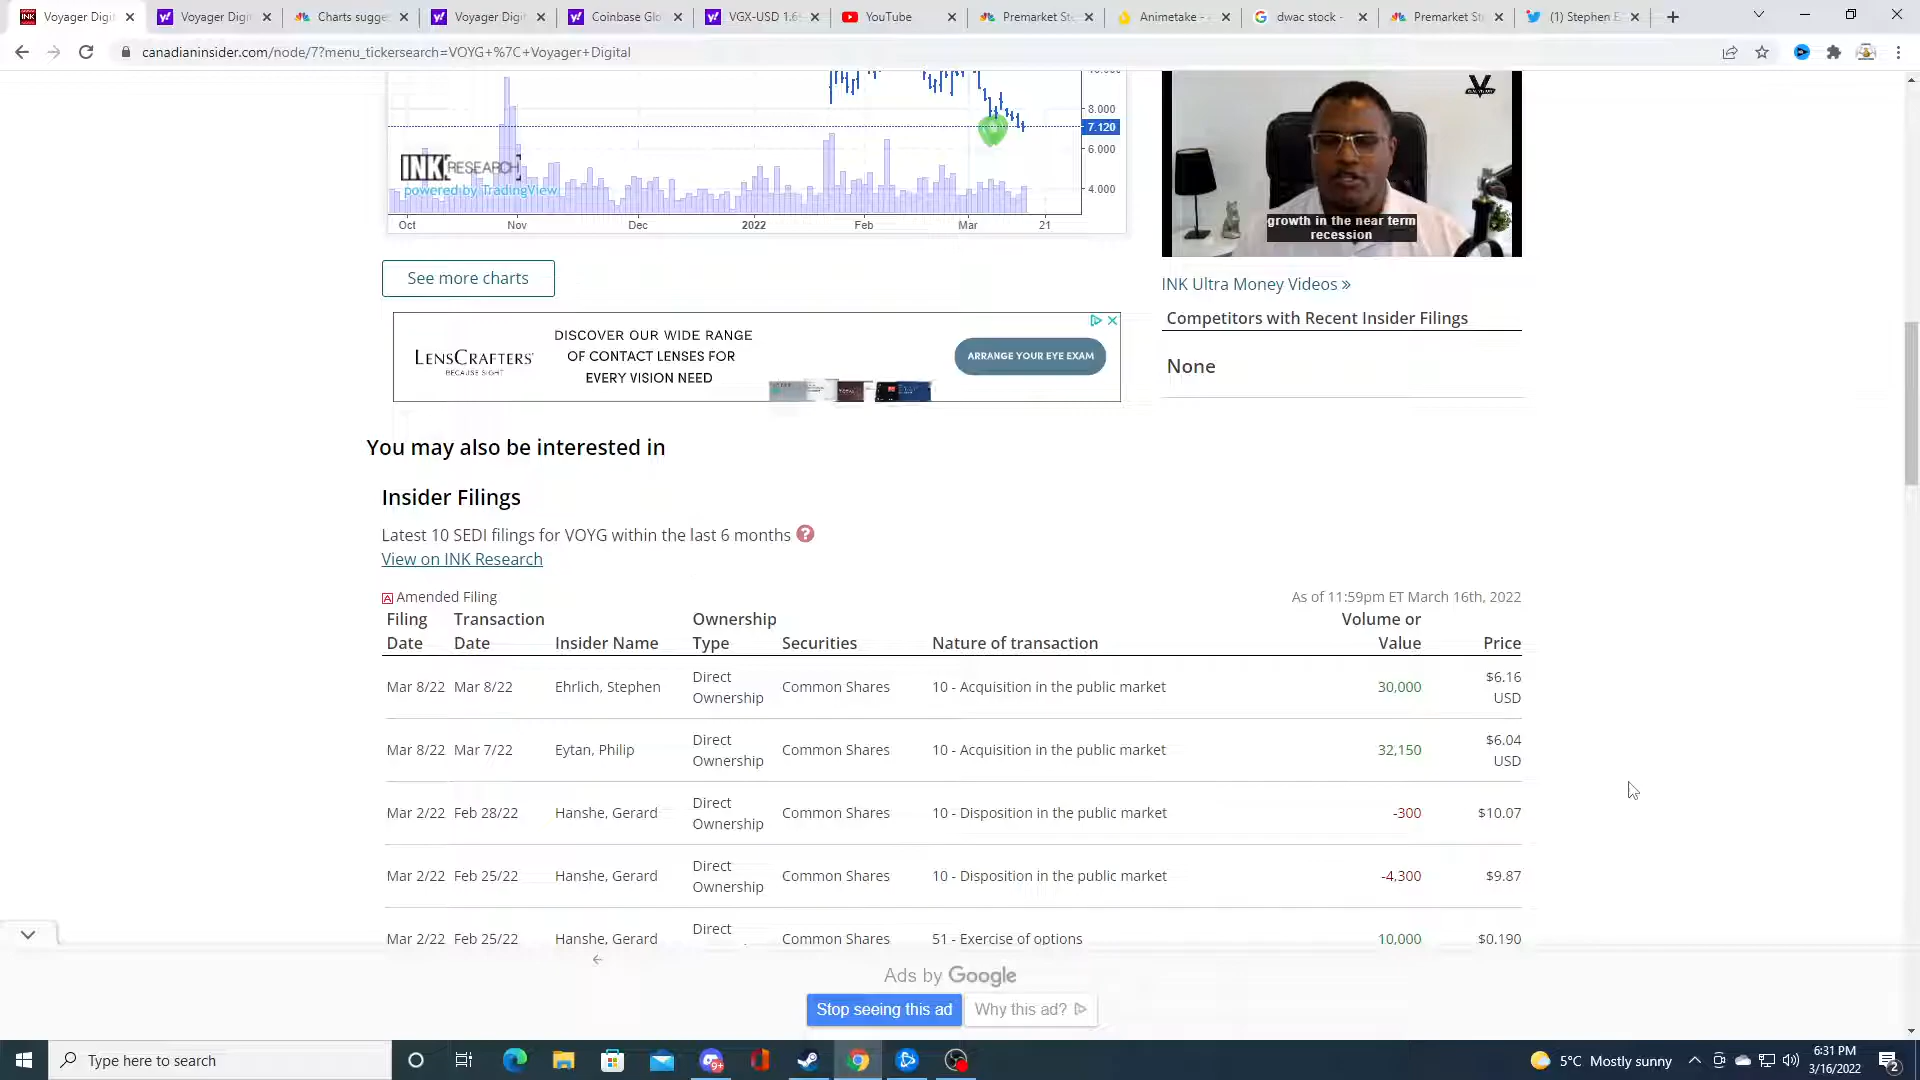 Voyager Digit
Voyager Digit
Charts sugge
Voyager Digit
Coinbase Glo
VGX-USD 1.6
YouTube
Premarket St
Animetake -
dwac stock -
Premarket St
(1) Stephen E
canadianinsider.com/node/7?menu_tickersearch=VOYG+%7C+Voyager+Digital
10.000
8.000
7.120
6.000
4.000
INK RESEARCH
powered by TradingView
Oct Nov Dec 2022 Feb Mar 21
growth in the near term
recession
See more charts
INK Ultra Money Videos »
Competitors with Recent Insider Filings
None
LENSCRAFTERS
BECAUSE SIGHT
DISCOVER OUR WIDE RANGE
OF CONTACT LENSES FOR
EVERY VISION NEED
ARRANGE YOUR EYE EXAM
You may also be interested in
Insider Filings
Latest 10 SEDI filings for VOYG within the last 6 months ?
View on INK Research
A Amended Filing
As of 11:59pm ET March 16th, 2022
Filing Date Transaction Date Insider Name Ownership Type Securities Nature of transaction Volume or Value Price
Mar 8/22 Mar 8/22 Ehrlich, Stephen Direct Ownership Common Shares 10 - Acquisition in the public market 30,000 $6.16 USD
Mar 8/22 Mar 7/22 Eytan, Philip Direct Ownership Common Shares 10 - Acquisition in the public market 32,150 $6.04 USD
Mar 2/22 Feb 28/22 Hanshe, Gerard Direct Ownership Common Shares 10 - Disposition in the public market -300 $10.07
Mar 2/22 Feb 25/22 Hanshe, Gerard Direct Ownership Common Shares 10 - Disposition in the public market -4,300 $9.87
Mar 2/22 Feb 25/22 Hanshe, Gerard Direct Common Shares 51 - Exercise of options 10,000 $0.190
Ads by Google
Stop seeing this ad
Why this ad?
Type here to search
9+
5°C Mostly sunny
6:31 PM
3/16/2022
2